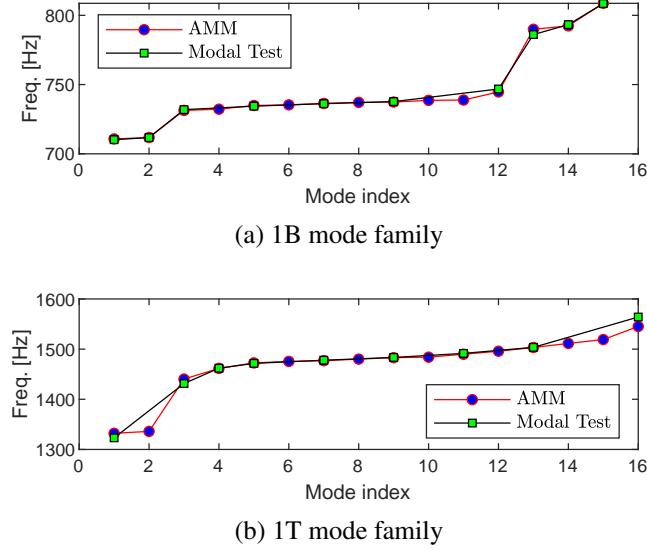 800
AMM
Modal Test
750
Freq. [Hz]
700
0 2 4 6 8 10 12 14 16
Mode index
(a) 1B mode family
1600
1500
Freq. [Hz]
1400
AMM
Modal Test
1300
0 2 4 6 8 10 12 14 16
Mode index
(b) 1T mode family